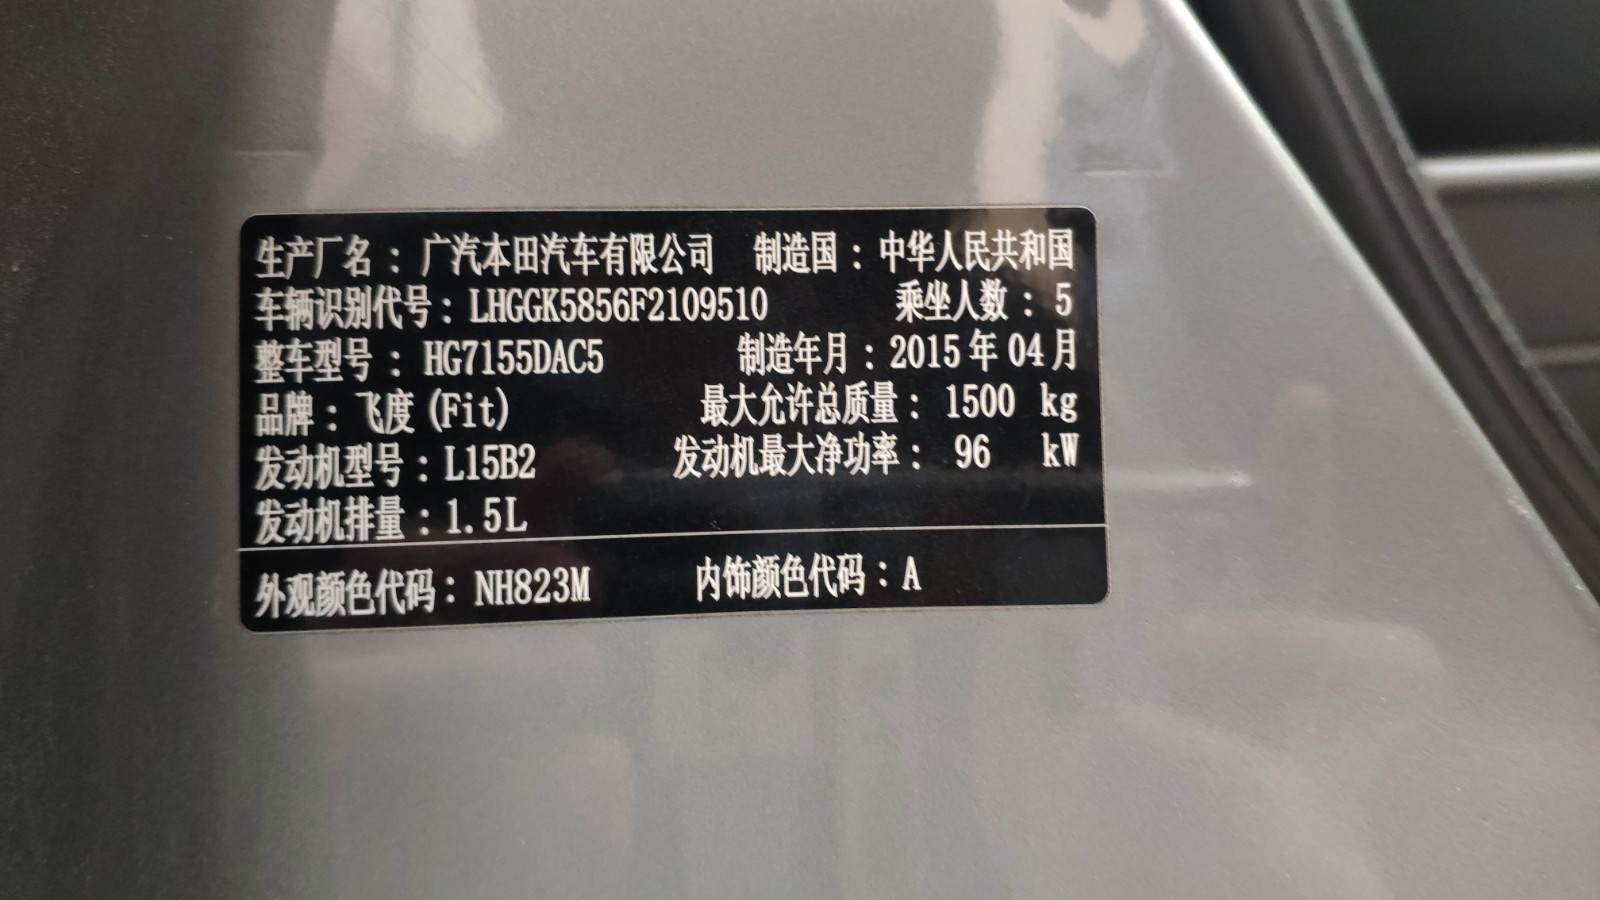 生产厂名：广汽本田汽车有限公司 制造国：中华人民共和国
车辆识别代号：LHGGK5856F2109510 乘坐人数：5
整车型号：HG7155DAC5 制造年月：2015年04月
品牌：飞度(Fit) 最大允许总质量：1500 kg
发动机型号：L15B2 发动机最大净功率：96 kW
发动机排量：1.5L
外观颜色代码：NH823M 内饰颜色代码：A